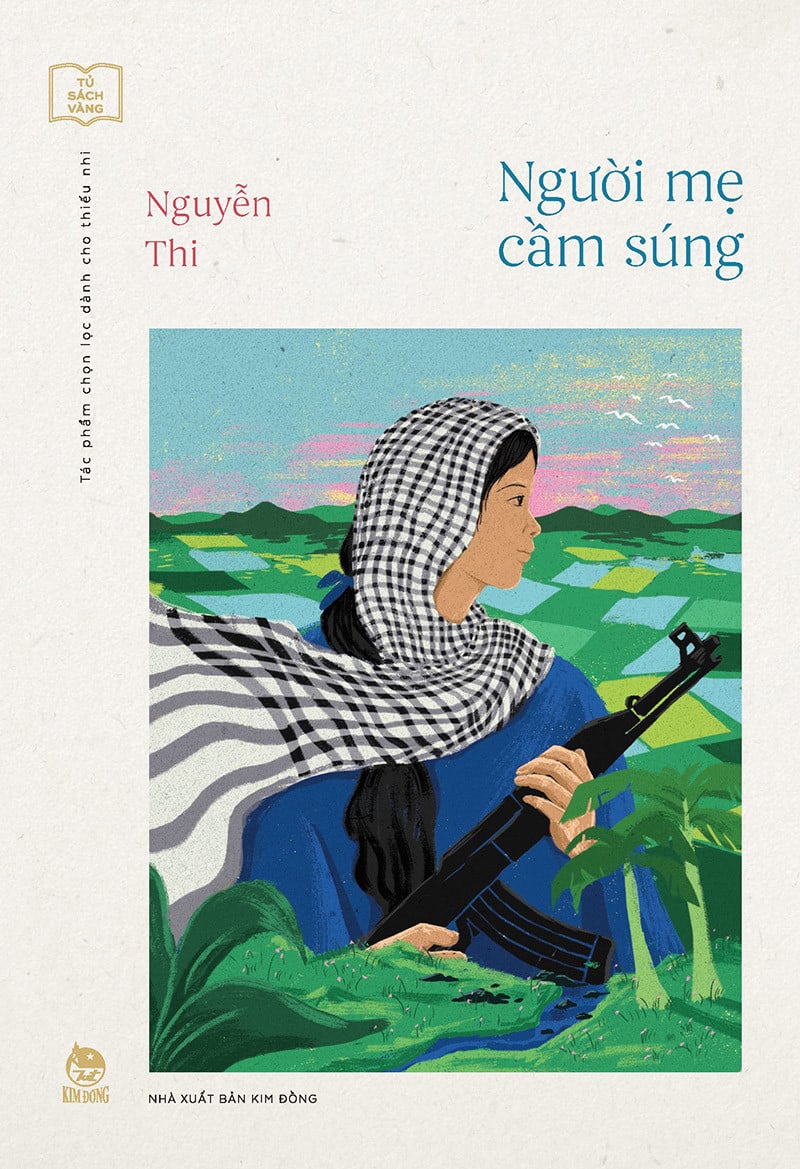 TỦ
SÁCH
VÀNG
Tác phẩm chọn lọc dành cho thiếu nhi
Nguyễn
Thi
Người mẹ
cầm súng
KIM ĐỒNG
NHÀ XUẤT BẢN KIM ĐỒNG